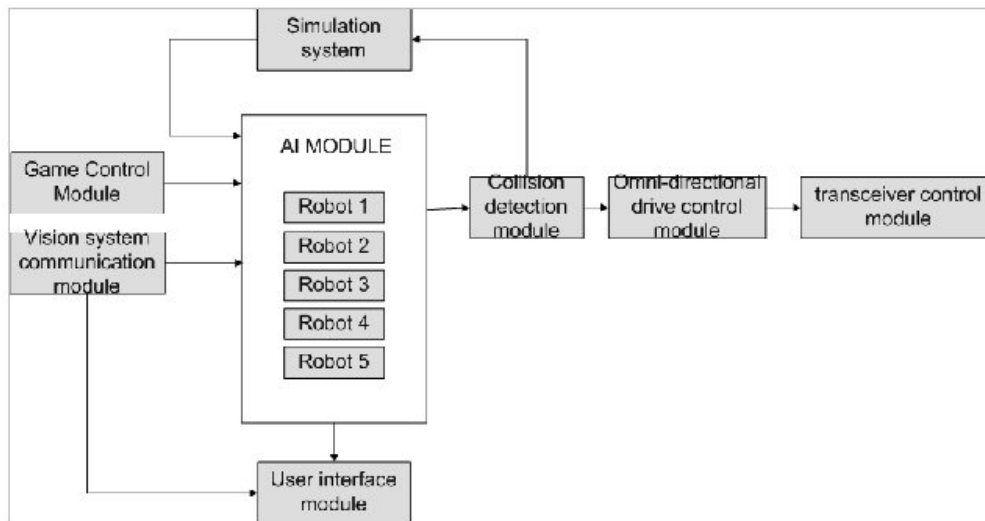 Simulation
system
AI MODULE
Game Control
Module
Robot 1
Collision
detection
module
Omni-directional
drive control
module
transceiver control
module
Vision system
communication
module
Robot 2
Robot 3
Robot 4
Robot 5
User interface
module